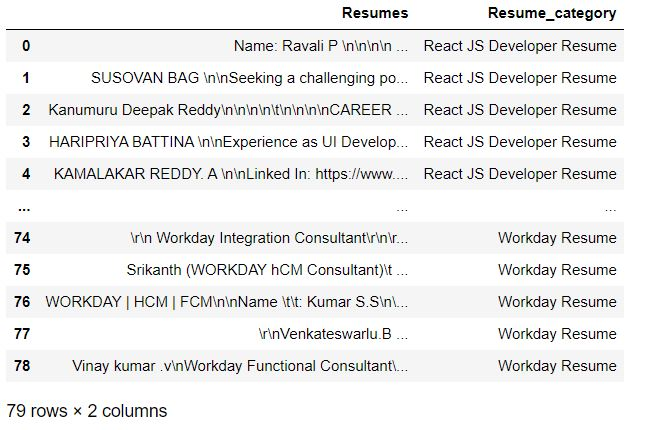 Resumes Resume_category
0 Name: Ravali P \n\n\n\n ... React JS Developer Resume
1 SUSOVAN BAG \n\nSeeking a challenging po... React JS Developer Resume
2 Kanumuru Deepak Reddy\n\n\n\n\t\n\n\n\nCAREER ... React JS Developer Resume
3 HARIPRIYA BATTINA \n\nExperience as UI Develop... React JS Developer Resume
4 KAMALAKAR REDDY. A \n\nLinked In: https://www.... React JS Developer Resume
... ... ...
74 \r\n Workday Integration Consultant\r\n\r... Workday Resume
75 Srikanth (WORKDAY hCM Consultant)\t ... Workday Resume
76 WORKDAY | HCM | FCM\n\nName \t\t: Kumar S.S\n\... Workday Resume
77 \r\nVenkateswarlu.B ... Workday Resume
78 Vinay kumar .v\nWorkday Functional Consultant\... Workday Resume
79 rows × 2 columns